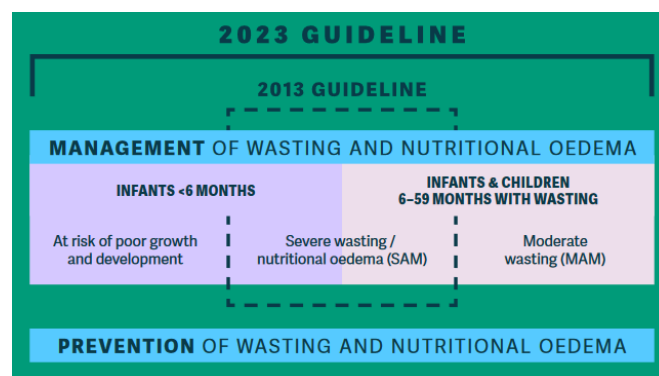 2023 GUIDELINE
2013 GUIDELINE
MANAGEMENT OF WASTING AND NUTRITIONAL OEDEMA
INFANTS <6 MONTHS
INFANTS & CHILDREN
6–59 MONTHS WITH WASTING
At risk of poor growth
and development
Severe wasting /
nutritional oedema (SAM)
Moderate
wasting (MAM)
PREVENTION OF WASTING AND NUTRITIONAL OEDEMA